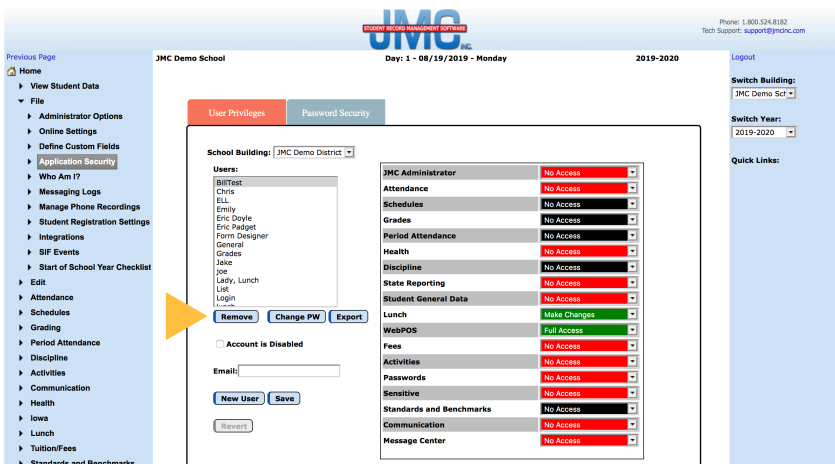 STUDENT RECORD MANAGEMENT SOFTWARE
JMC
INC.
Phone: 1.800.524.8182
Tech Support: support@jmcinc.com
Previous Page
JMC Demo School
Day: 1 - 08/19/2019 - Monday
2019-2020
Logout
Home
View Student Data
File
Administrator Options
Online Settings
Define Custom Fields
Application Security
Who Am I?
Messaging Logs
Manage Phone Recordings
Student Registration Settings
Integrations
SIF Events
Start of School Year Checklist
Edit
Attendance
Schedules
Grading
Period Attendance
Discipline
Activities
Communication
Health
Iowa
Lunch
Tuition/Fees
Standards and Benchmarks
User Privileges
Password Security
School Building: JMC Demo District
Users:
BillTest
Chris
ELL
Emily
Eric Doyle
Eric Padget
Form Designer
General
Grades
Jake
joe
Lady, Lunch
List
Login
lunch
Remove
Change PW
Export
Account is Disabled
Email:
New User
Save
Revert
JMC Administrator No Access
Attendance No Access
Schedules No Access
Grades No Access
Period Attendance No Access
Health No Access
Discipline No Access
State Reporting No Access
Student General Data No Access
Lunch Make Changes
WebPOS Full Access
Fees No Access
Activities No Access
Passwords No Access
Sensitive No Access
Standards and Benchmarks No Access
Communication No Access
Message Center No Access
Switch Building:
JMC Demo Sch
Switch Year:
2019-2020
Quick Links: